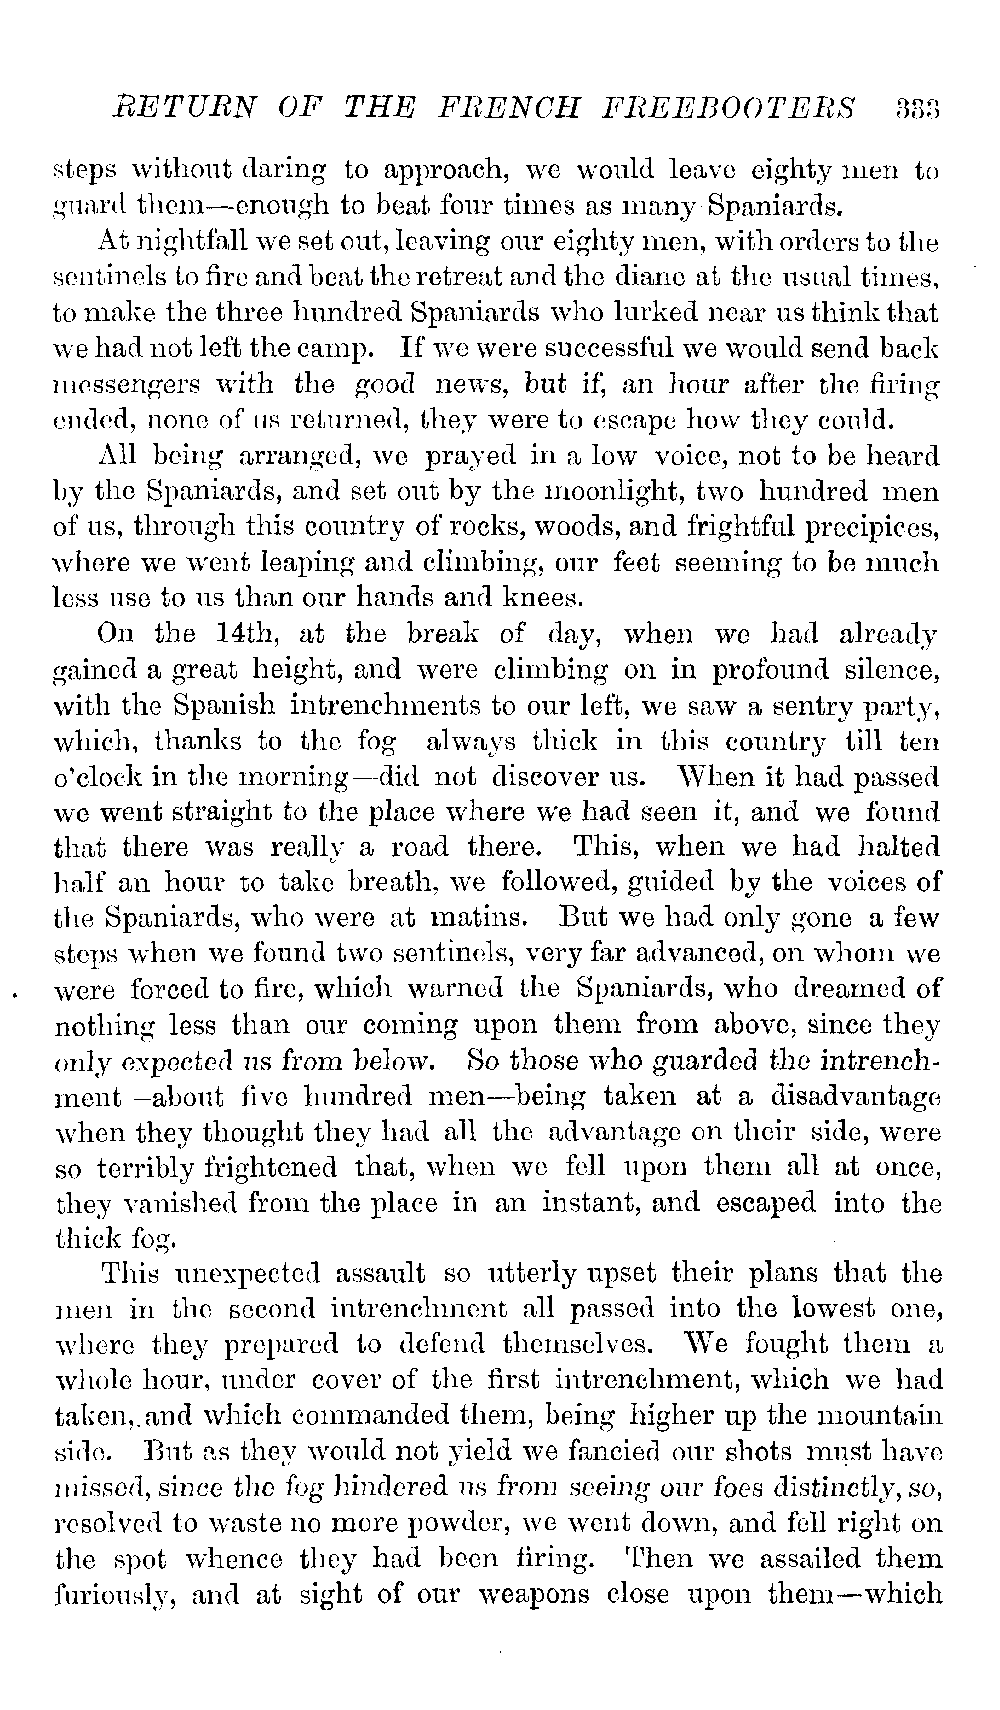 RETURN OF THE FRENCH FREEBOOTERS 333
steps without daring to approach, we would leave eighty men to
guard them—enough to beat four times as many Spaniards.
At nightfall we set out, leaving our eighty men, with orders to the
sentinels to fire and beat the retreat and the diane at the usual times,
to make the three hundred Spaniards who lurked near us think that
we had not left the camp. If we were successful we would send back
messengers with the good news, but if, an hour after the firing
ended, none of us returned, they were to escape how they could.
All being arranged, we prayed in a low voice, not to be heard
by the Spaniards, and set out by the moonlight, two hundred men
of us, through this country of rocks, woods, and frightful precipices,
where we went leaping and climbing, our feet seeming to be much
less use to us than our hands and knees.
On the 14th, at the break of day, when we had already
gained a great height, and were climbing on in profound silence,
with the Spanish intrenchments to our left, we saw a sentry party,
which, thanks to the fog always thick in this country till ten
o'clock in the morning—did not discover us. When it had passed
we went straight to the place where we had seen it, and we found
that there was really a road there. This, when we had halted
half an hour to take breath, we followed, guided by the voices of
the Spaniards, who were at matins. But we had only gone a few
steps when we found two sentinels, very far advanced, on whom we
were forced to fire, which warned the Spaniards, who dreamed of
nothing less than our coming upon them from above, since they
only expected us from below. So those who guarded the intrench-
ment—about five hundred men—being taken at a disadvantage
when they thought they had all the advantage on their side, were
so terribly frightened that, when we fell upon them all at once,
they vanished from the place in an instant, and escaped into the
thick fog.
This unexpected assault so utterly upset their plans that the
men in the second intrenchment all passed into the lowest one,
where they prepared to defend themselves. We fought them a
whole hour, under cover of the first intrenchment, which we had
taken, and which commanded them, being higher up the mountain
side. But as they would not yield we fancied our shots must have
missed, since the fog hindered us from seeing our foes distinctly, so,
resolved to waste no more powder, we went down, and fell right on
the spot whence they had been firing. Then we assailed them
furiously, and at sight of our weapons close upon them—which